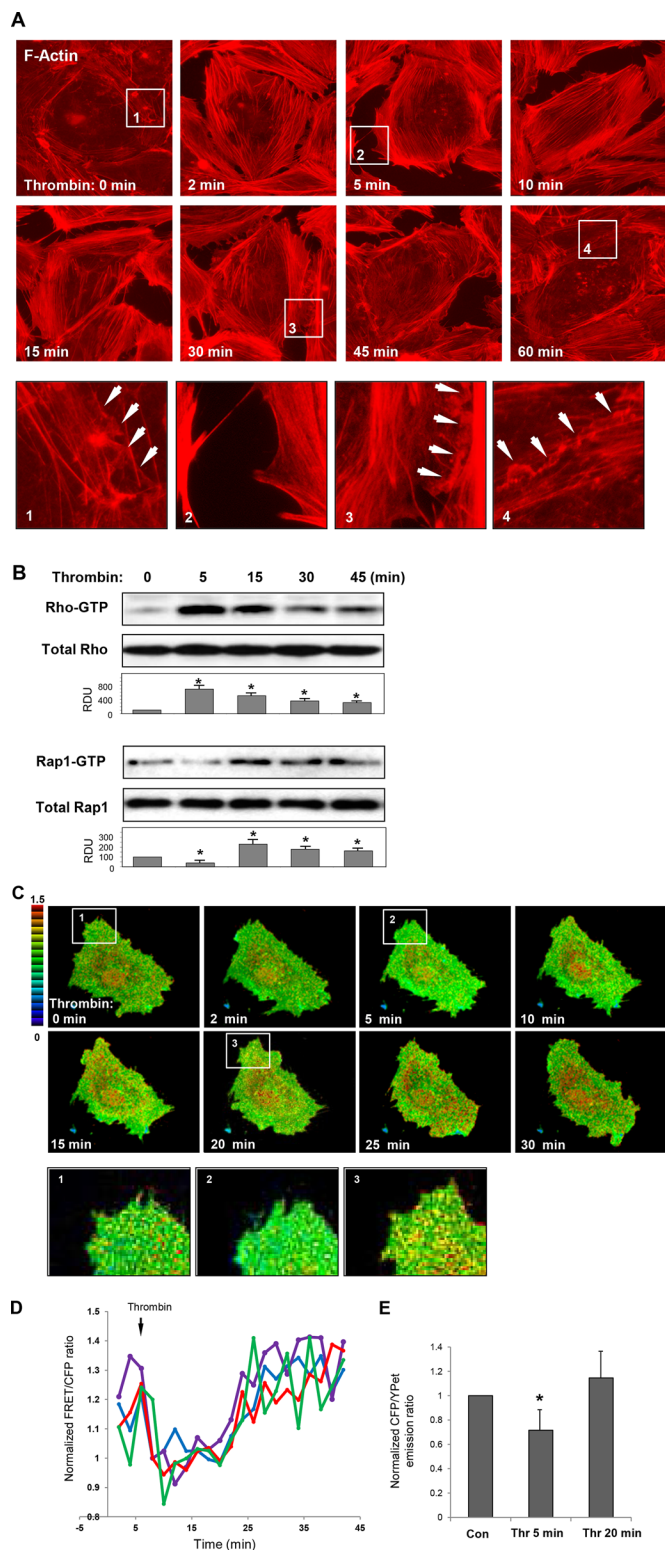 A
F-Actin
1
Thrombin: 0 min
2 min
2
5 min
10 min
15 min
3
30 min
45 min
4
60 min
1
2
3
4
B
Thrombin: 0 5 15 30 45 (min)
Rho-GTP
Total Rho
RDU
800
400
0
* * * *
Rap1-GTP
Total Rap1
RDU
300
200
100
0
* * * *
C
1.5
0
1
Thrombin:
0 min
2 min
2
5 min
10 min
15 min
3
20 min
25 min
30 min
1
2
3
D
Thrombin
Normalized FRET/CFP ratio
1.5
1.4
1.3
1.2
1.1
1
0.9
0.8
-5 5 15 25 35 45
Time (min)
E
Normalized CFP/YPet
emission ratio
1.4
1.2
1
0.8
0.6
0.4
0.2
0
*
Con Thr 5 min Thr 20 min